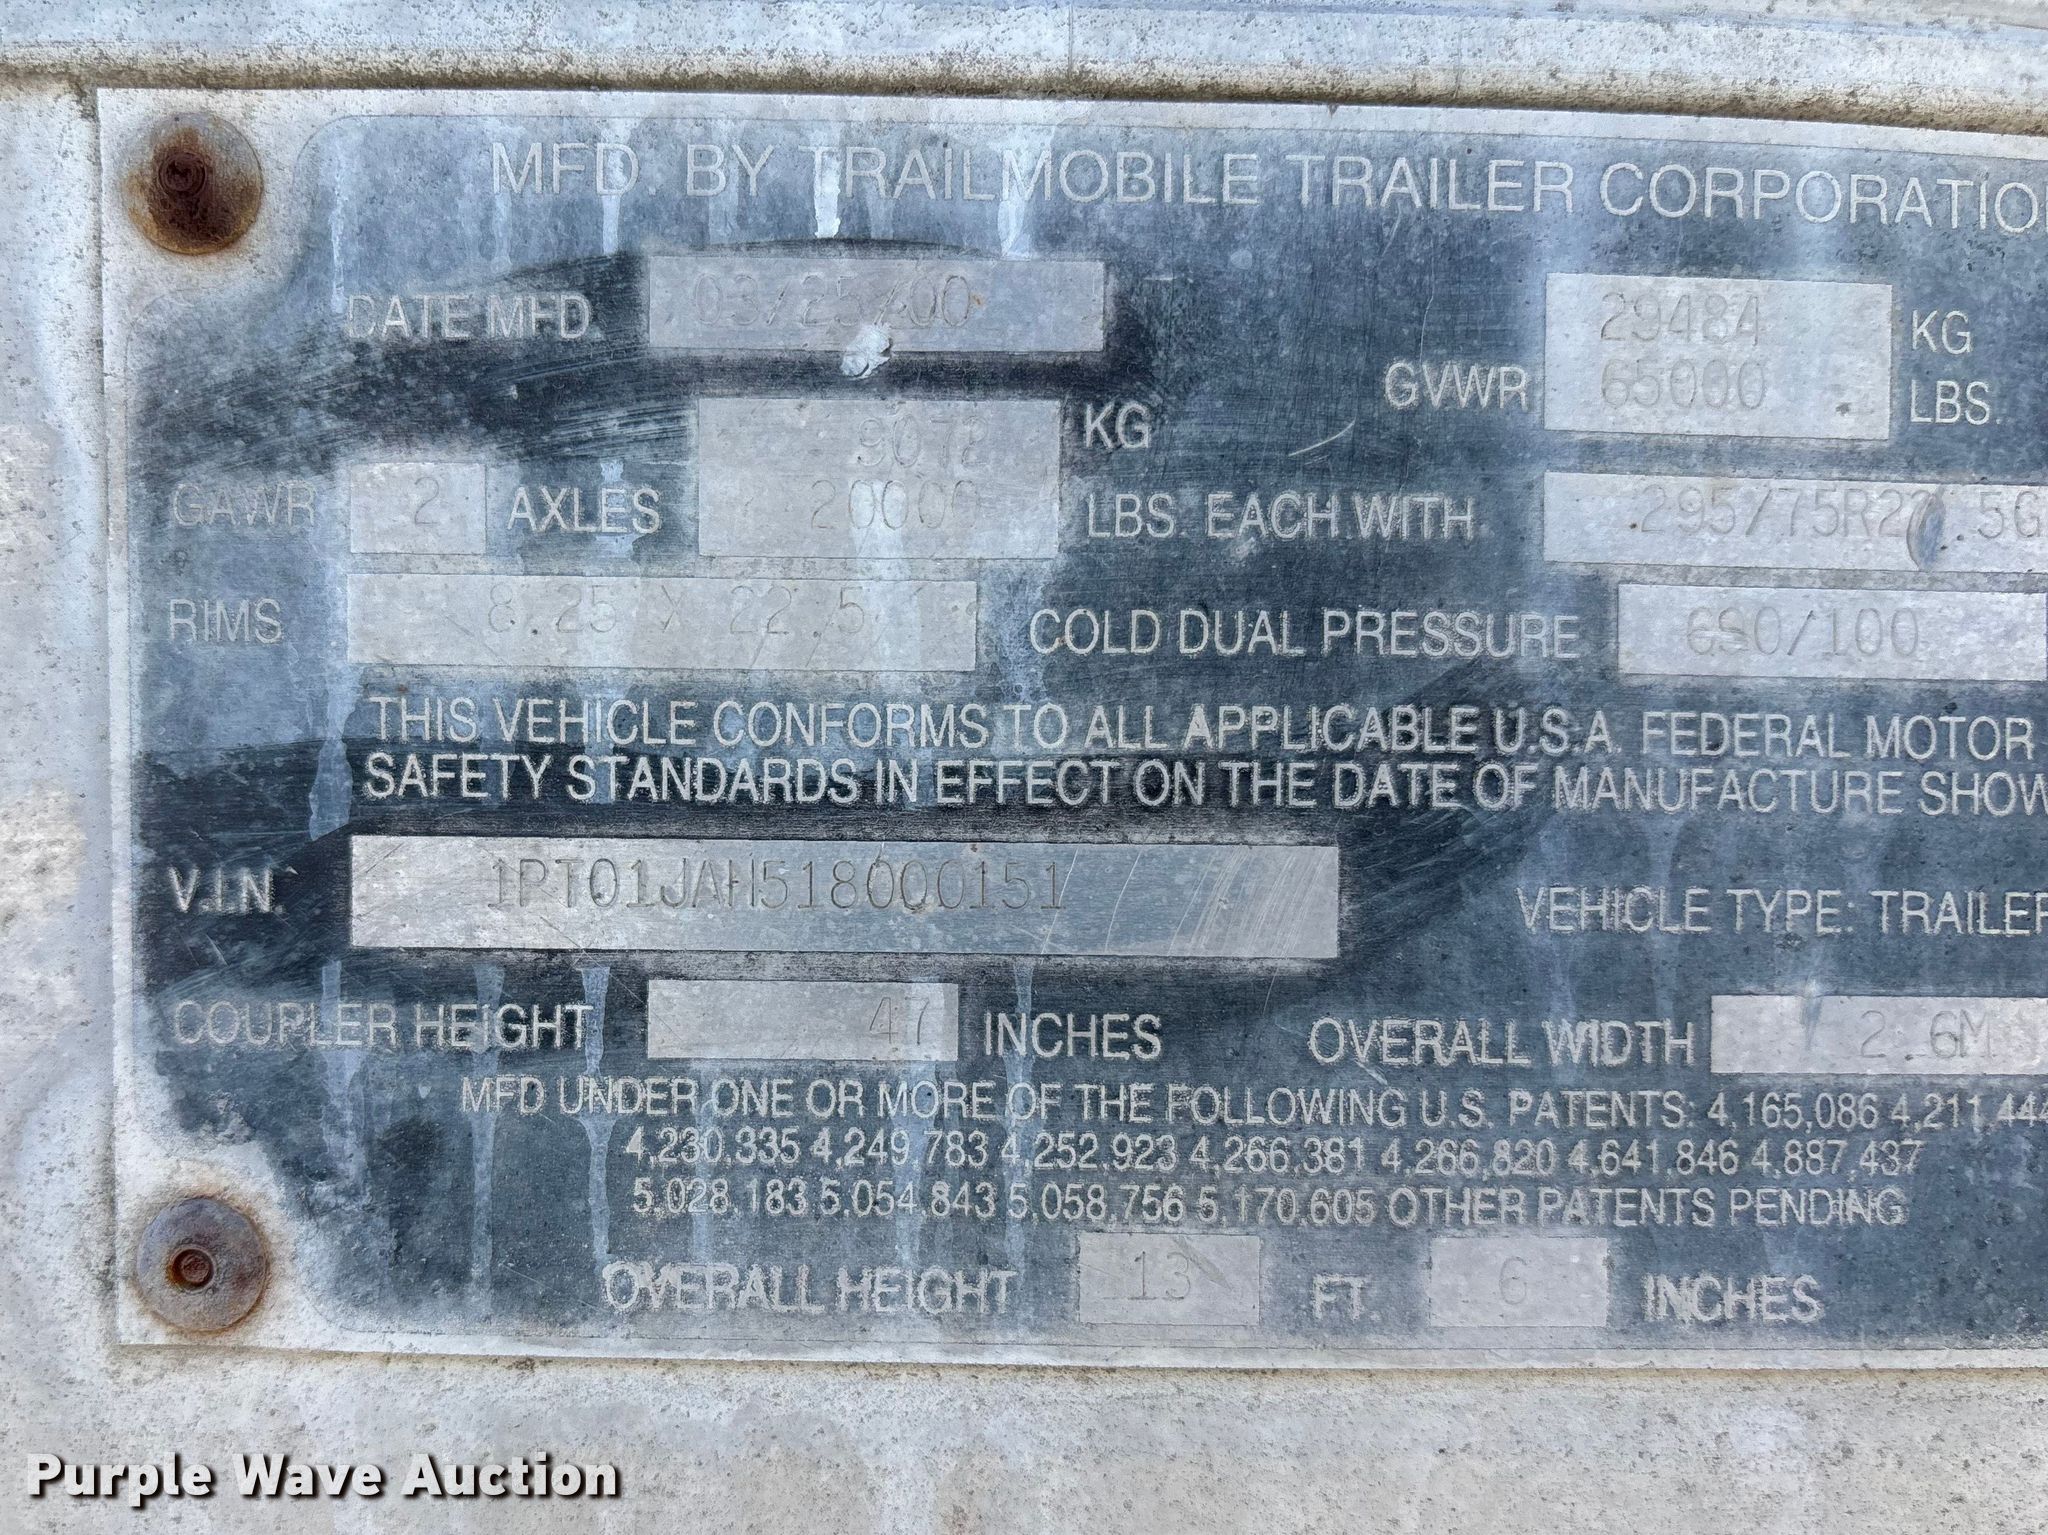 MFD. BY TRAILMOBILE TRAILER CORPORATION
DATE MFD. 03/25/00
29484 KG
GVWR 65000 LBS.
9072 KG
GAWR 2 AXLES 20000 LBS. EACH WITH 295/75R22.5G
RIMS 8.25 X 22.5 COLD DUAL PRESSURE 690/100
THIS VEHICLE CONFORMS TO ALL APPLICABLE U.S.A. FEDERAL MOTOR
SAFETY STANDARDS IN EFFECT ON THE DATE OF MANUFACTURE SHOW
V.I.N. 1PT01JAH518000151 VEHICLE TYPE: TRAILER
COUPLER HEIGHT 47 INCHES OVERALL WIDTH 2.6M
MFD UNDER ONE OR MORE OF THE FOLLOWING U.S. PATENTS: 4,165,086 4,211,444
4,230,335 4,249,783 4,252,923 4,266,381 4,266,820 4,641,846 4,887,437
5,028,183 5,054,843 5,058,756 5,170,605 OTHER PATENTS PENDING
OVERALL HEIGHT 13 FT. 6 INCHES
Purple Wave Auction